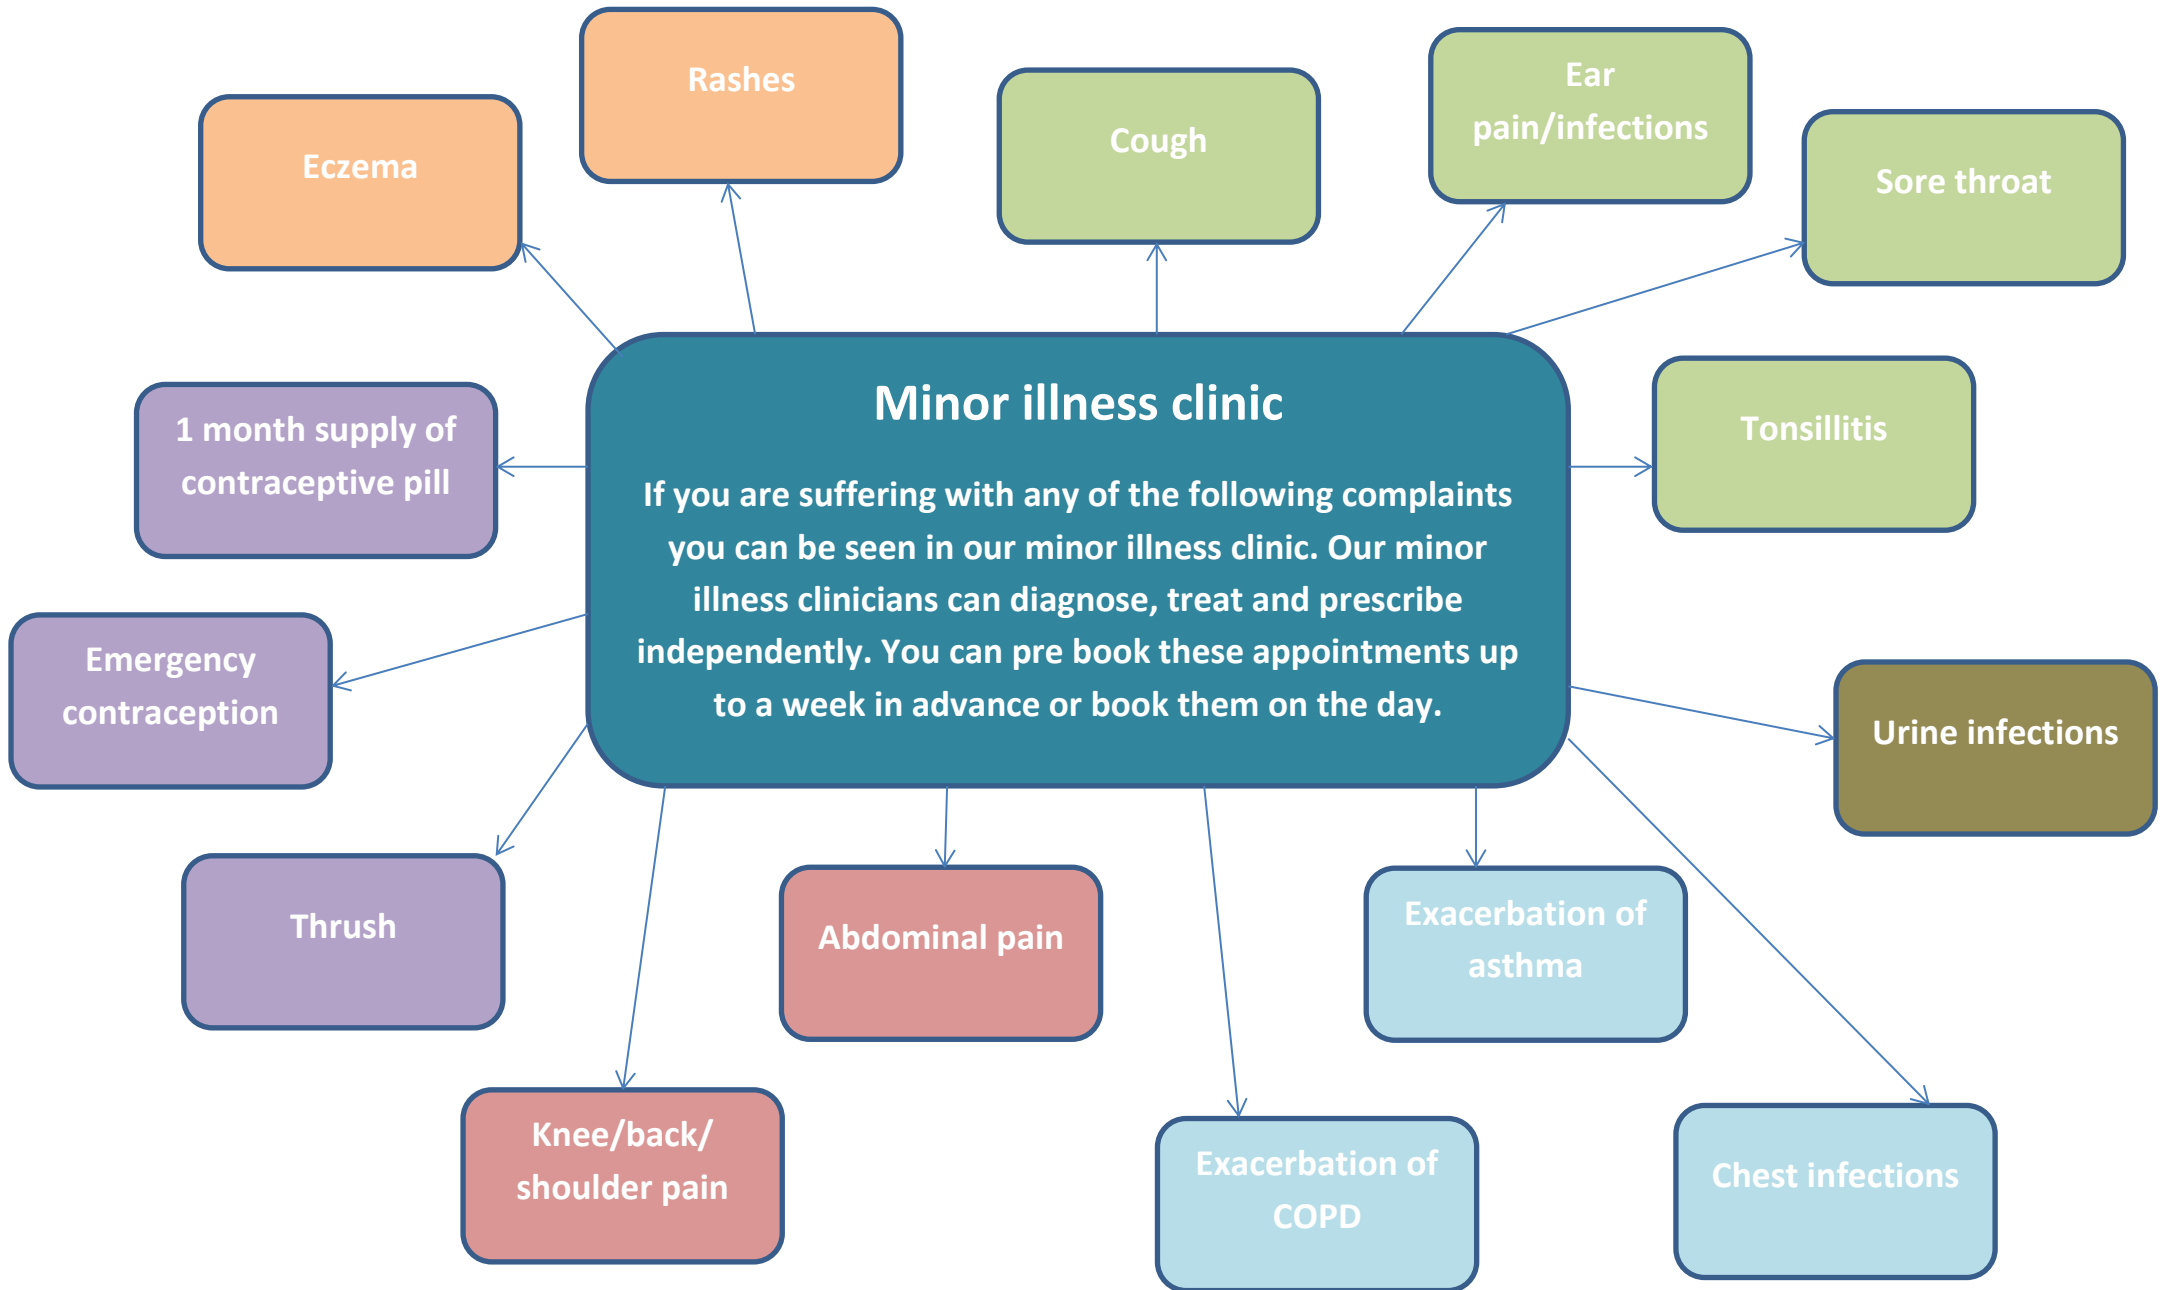 Rashes
Ear
pain/infections
Cough
Eczema
Sore throat
Minor illness clinic
If you are suffering with any of the following complaints
you can be seen in our minor illness clinic. Our minor
illness clinicians can diagnose, treat and prescribe
independently. You can pre book these appointments up
to a week in advance or book them on the day.
1 month supply of
contraceptive pill
Tonsillitis
Emergency
contraception
Urine infections
Thrush
Abdominal pain
Exacerbation of
asthma
Knee/back/
shoulder pain
Exacerbation of
COPD
Chest infections